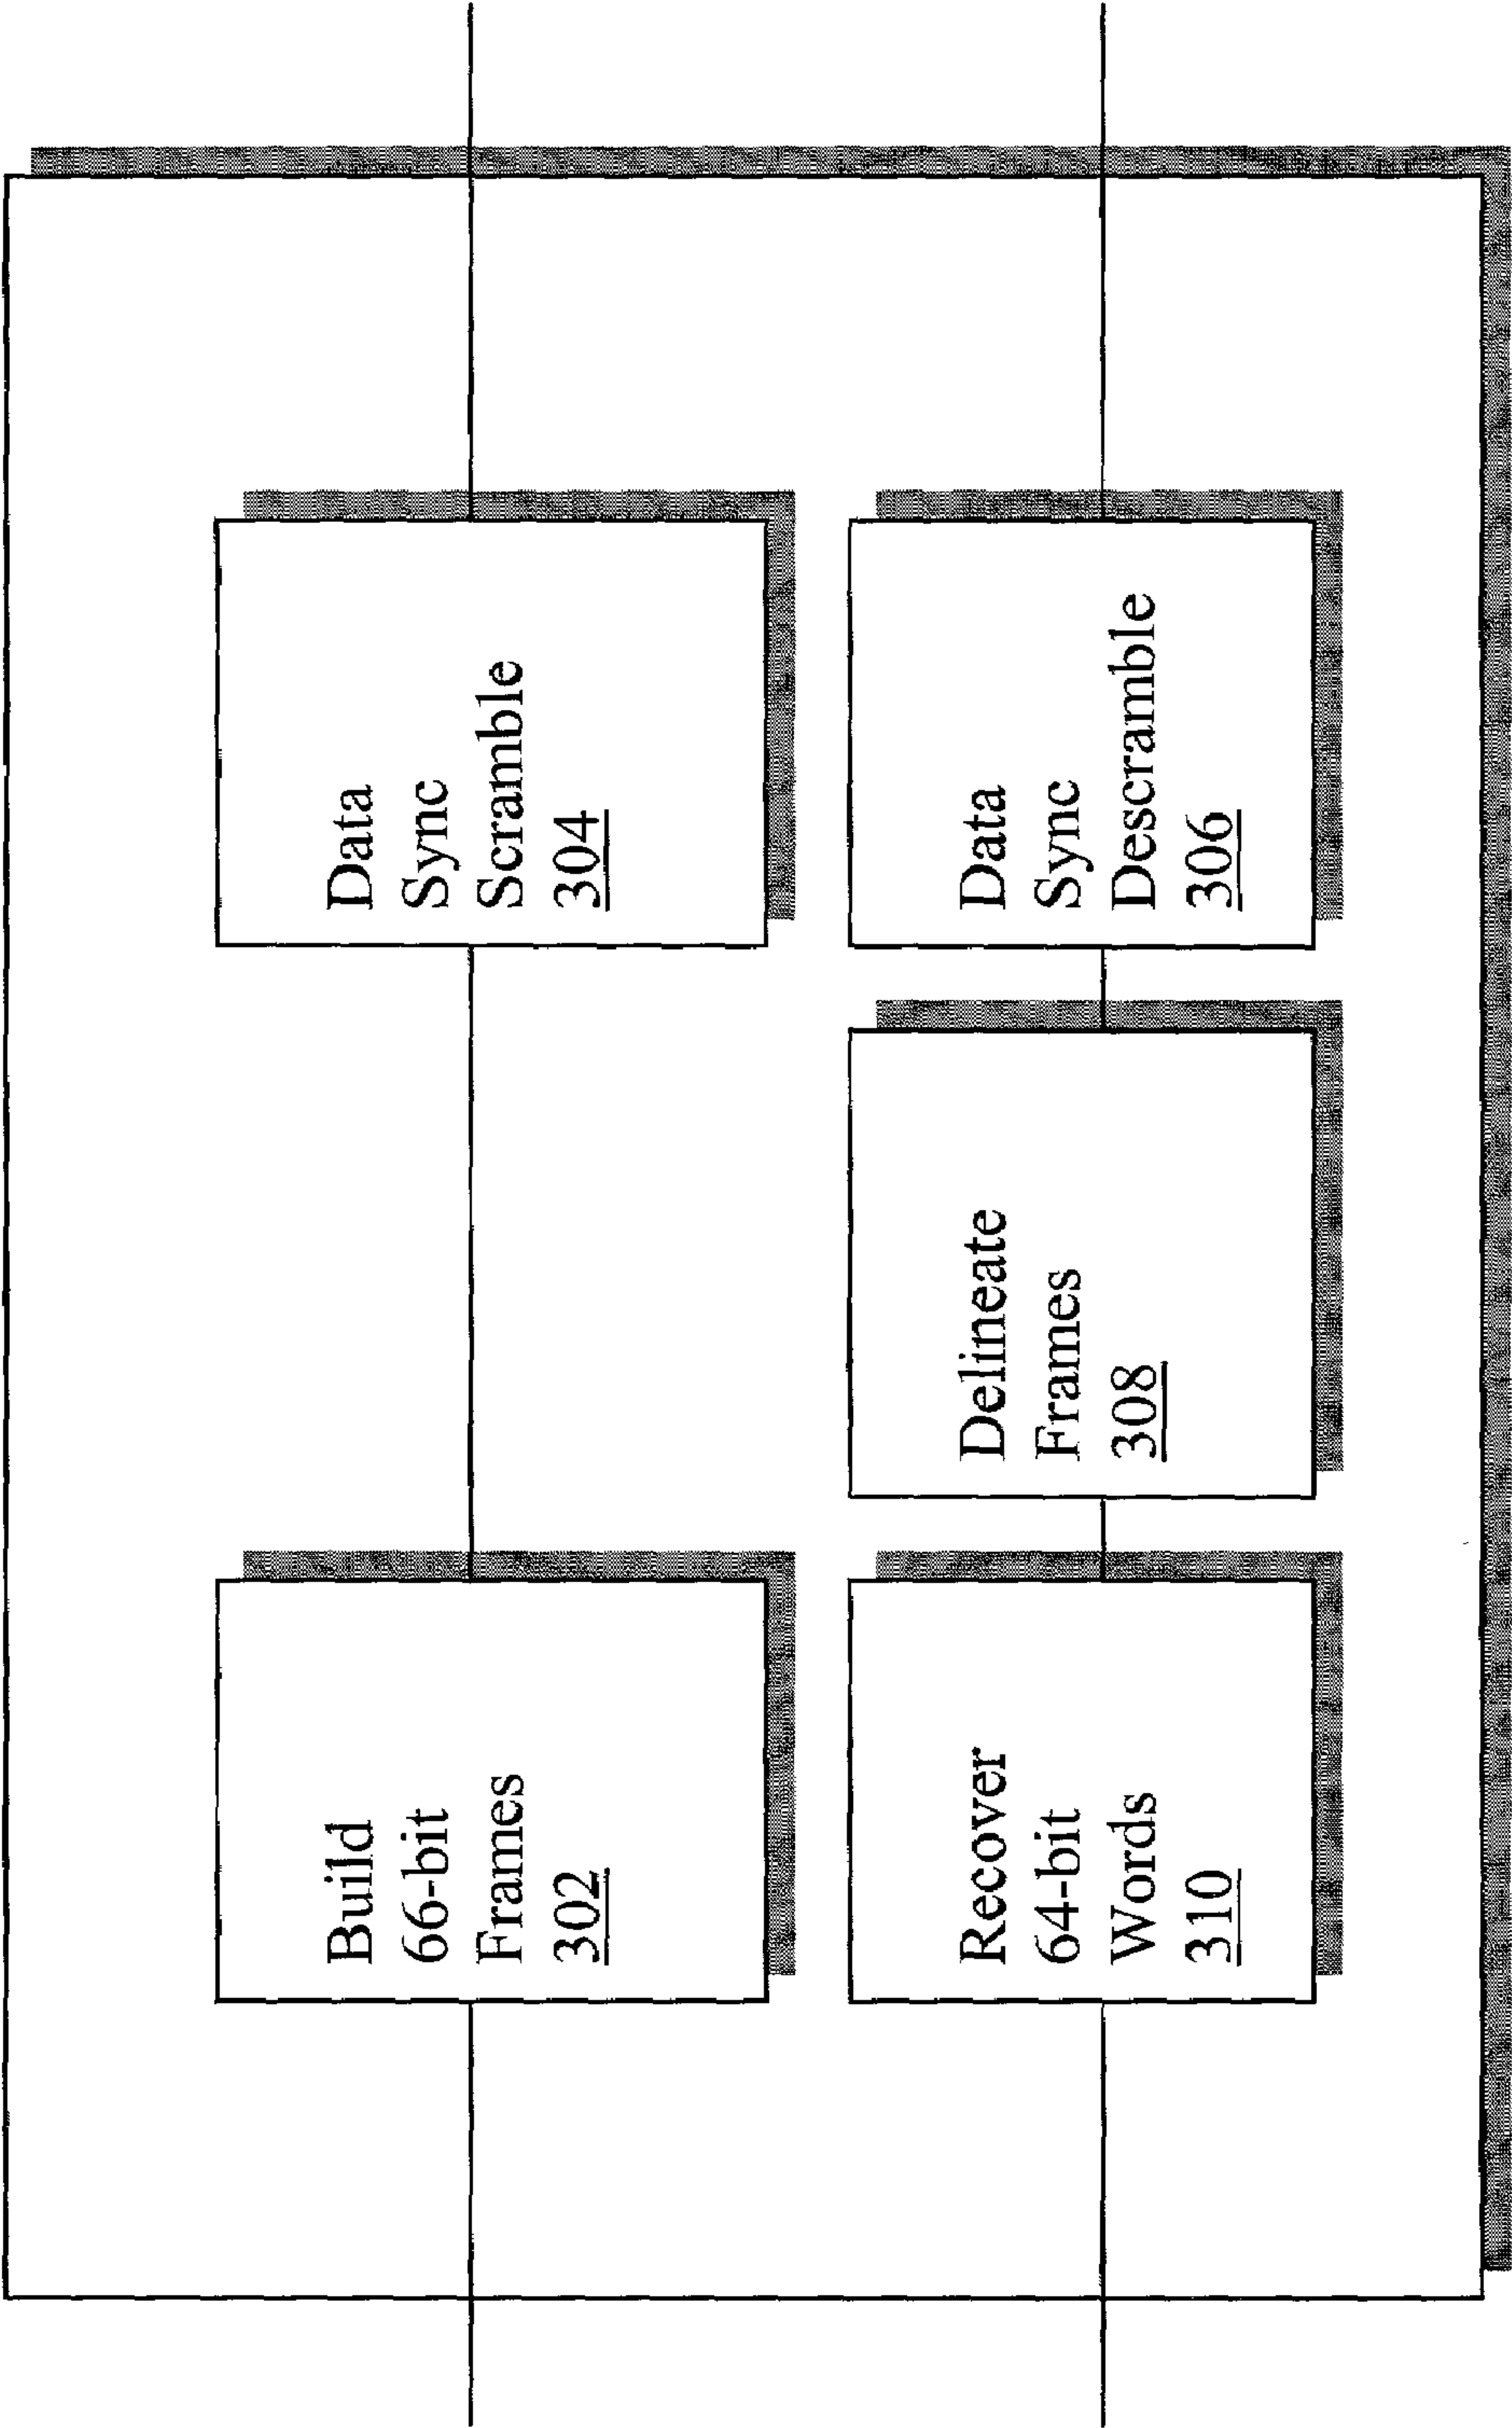 Build
66-bit
Frames
302
Data
Sync
Scramble
304
Recover
64-bit
Words
310
Delineate
Frames
308
Data
Sync
Descramble
306